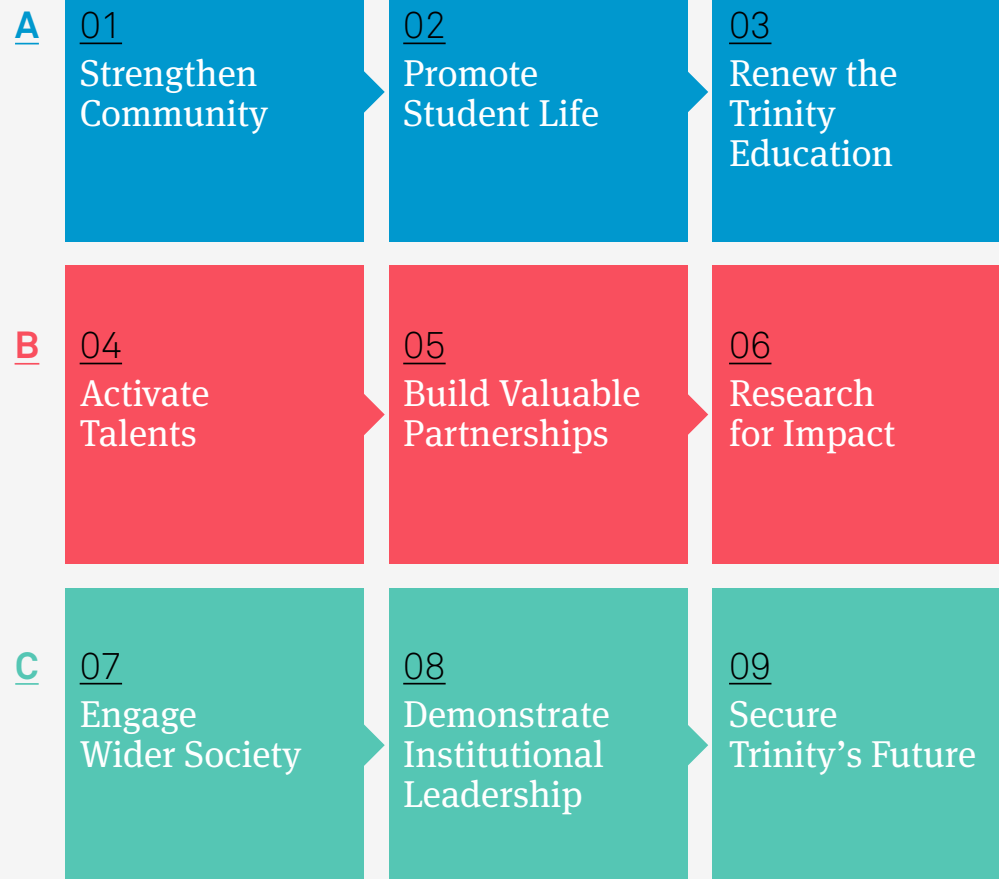 A
01
Strengthen
Community
02
Promote
Student Life
03
Renew the
Trinity
Education
B
04
Activate
Talents
05
Build Valuable
Partnerships
06
Research
for Impact
C
07
Engage
Wider Society
08
Demonstrate
Institutional
Leadership
09
Secure
Trinity’s Future